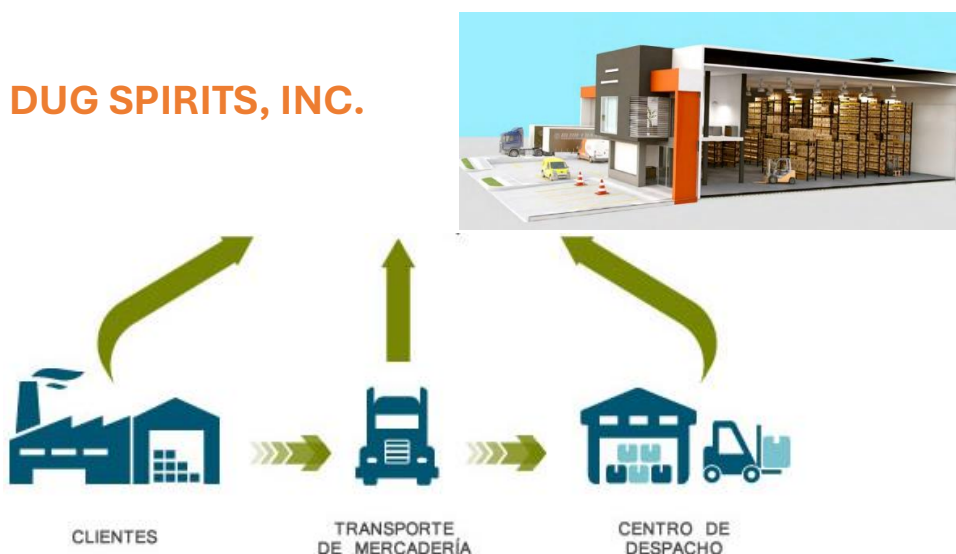 DUG SPIRITS, INC.
CLIENTES
TRANSPORTE
DE MERCADERÍA
CENTRO DE
DESPACHO